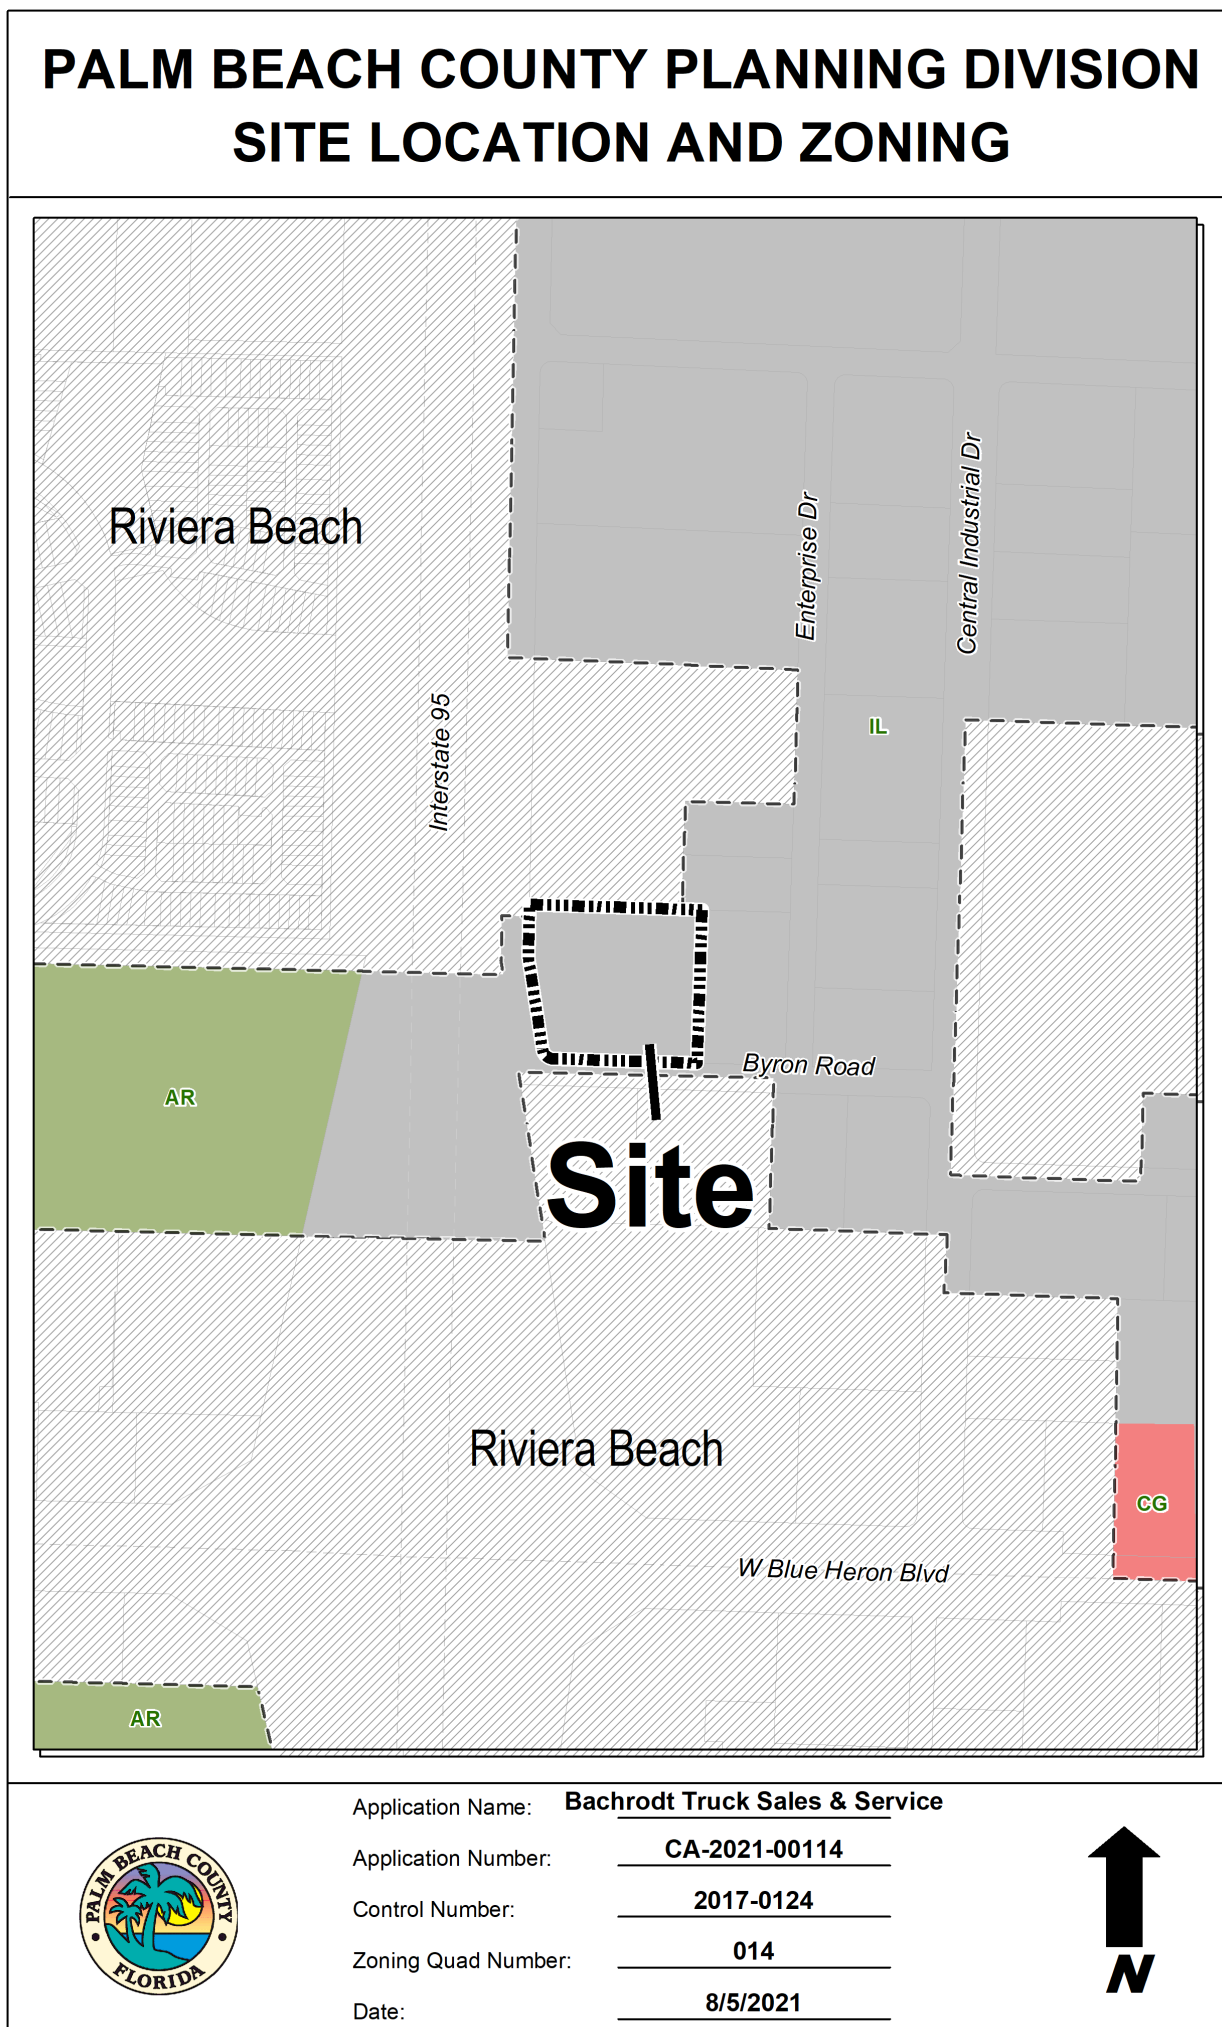 PALM BEACH COUNTY PLANNING DIVISION
SITE LOCATION AND ZONING
Riviera Beach
Enterprise Dr
Central Industrial Dr
Interstate 95
IL
Byron Road
AR
Site
Riviera Beach
CG
W Blue Heron Blvd
AR
Application Name: Bachrodt Truck Sales & Service
Application Number: CA-2021-00114
Control Number: 2017-0124
Zoning Quad Number: 014
Date: 8/5/2021
PALM BEACH COUNTY
• FLORIDA •
N